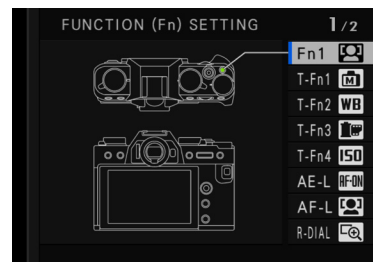 FUNCTION (Fn) SETTING 1/2
Fn1
T-Fn1 M
T-Fn2 WB
T-Fn3
T-Fn4 ISO
AE-L AF-ON
AF-L
R-DIAL